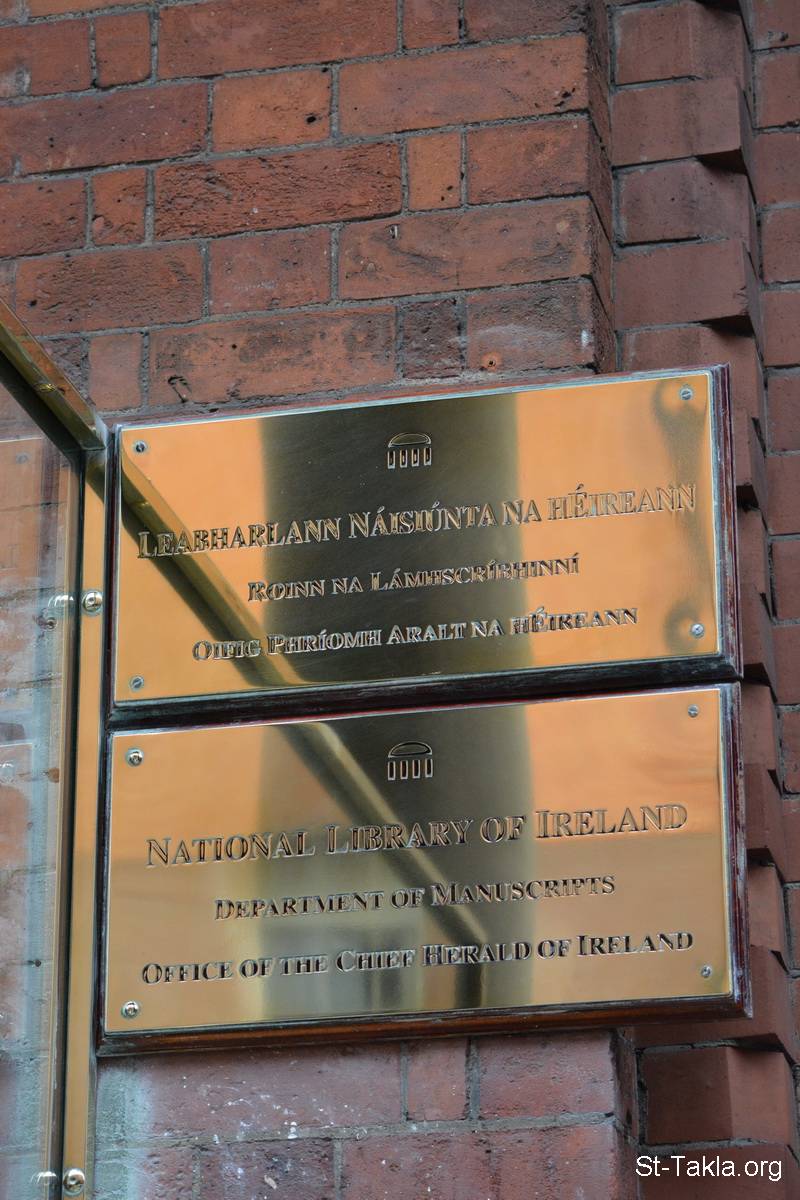 LEABHARLANN NÁISIÚNTA NA hÉIREANN
ROINN NA LÁMHSCRÍBHINNÍ
OIFIG PHRÍOMH ARALT NA hÉIREANN
NATIONAL LIBRARY OF IRELAND
DEPARTMENT OF MANUSCRIPTS
OFFICE OF THE CHIEF HERALD OF IRELAND
St-Takla.org